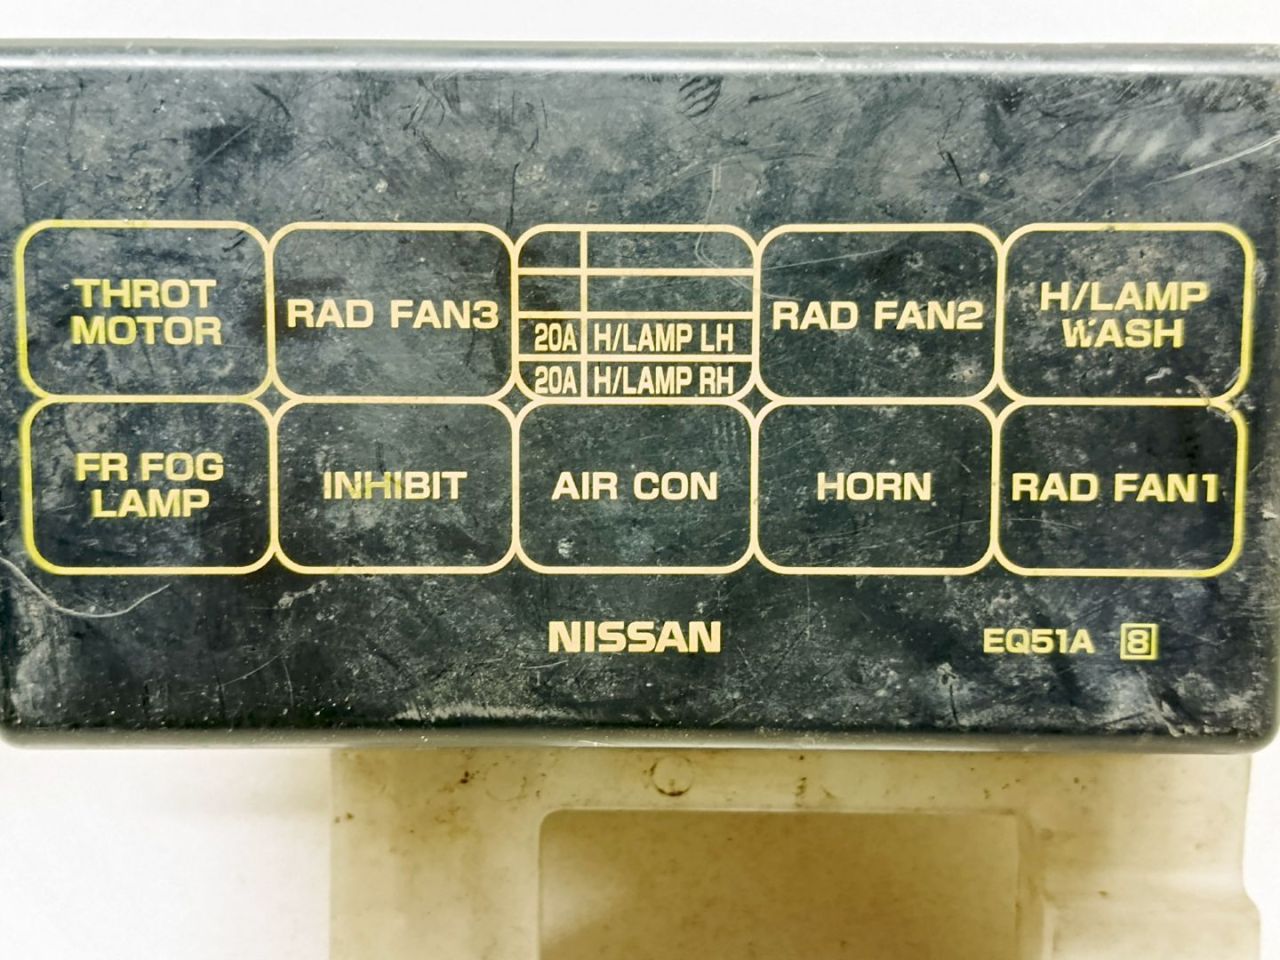 THROT
MOTOR
RAD FAN3
20A H/LAMP LH
20A H/LAMP RH
RAD FAN2
H/LAMP
WASH
FR FOG
LAMP
INHIBIT
AIR CON
HORN
RAD FAN1
NISSAN
EQ51A 8